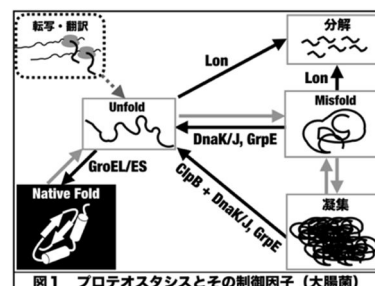 転写・翻訳
分解
Lon
Lon
Unfold
Misfold
DnaK/J, GrpE
GroEL/ES
ClpB + DnaK/J, GrpE
Native Fold
凝集
図1 プロテオスタシスとその制御因子（大腸菌）